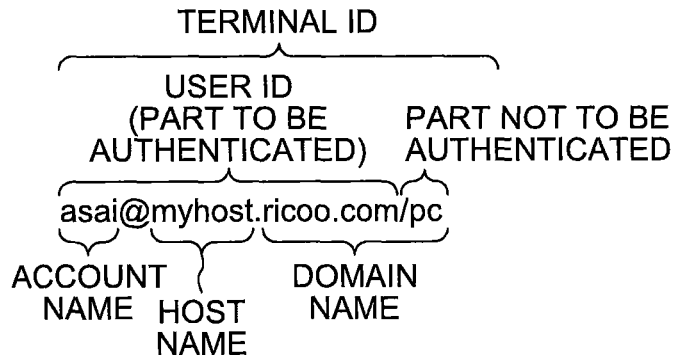 TERMINAL ID
USER ID
(PART TO BE
AUTHENTICATED)
PART NOT TO BE
AUTHENTICATED
asai@myhost.ricoo.com/pc
ACCOUNT
NAME
HOST
NAME
DOMAIN
NAME